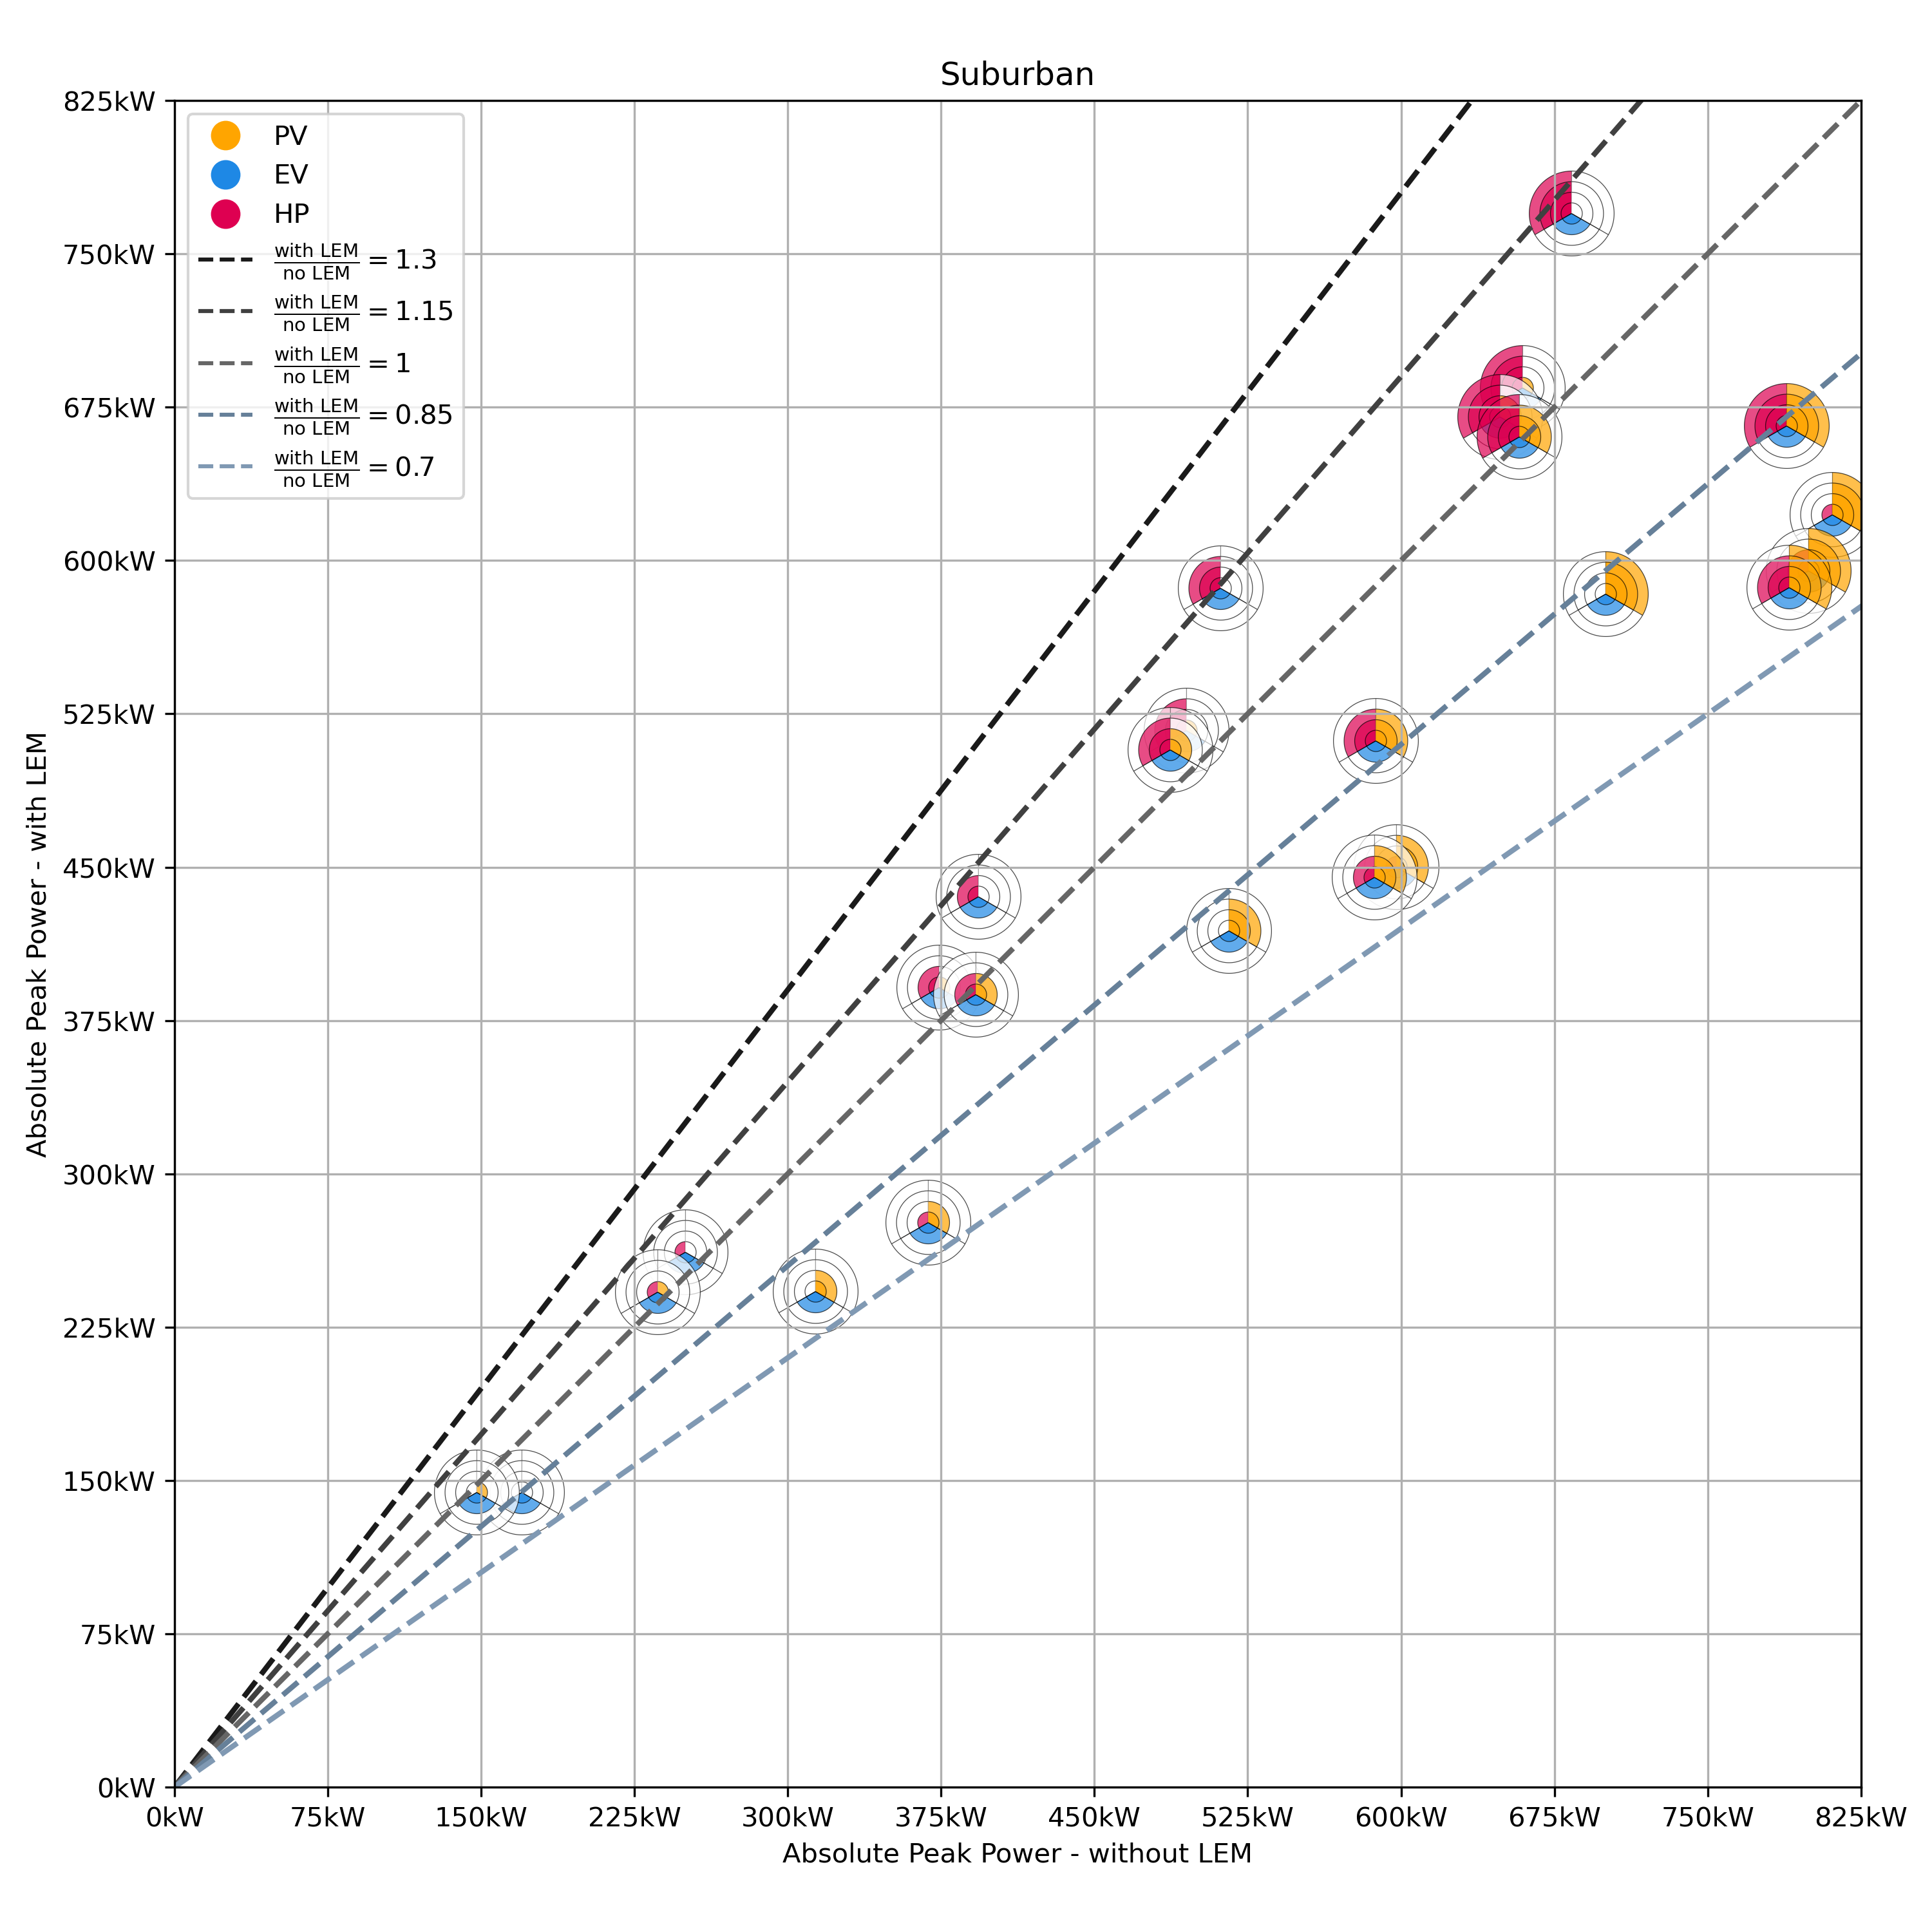 Suburban
825kW
750kW
675kW
600kW
525kW
450kW
375kW
300kW
225kW
150kW
75kW
0kW
Absolute Peak Power - with LEM
PV
EV
HP
with LEM / no LEM = 1.3
with LEM / no LEM = 1.15
with LEM / no LEM = 1
with LEM / no LEM = 0.85
with LEM / no LEM = 0.7
0kW 75kW 150kW 225kW 300kW 375kW 450kW 525kW 600kW 675kW 750kW 825kW
Absolute Peak Power - without LEM